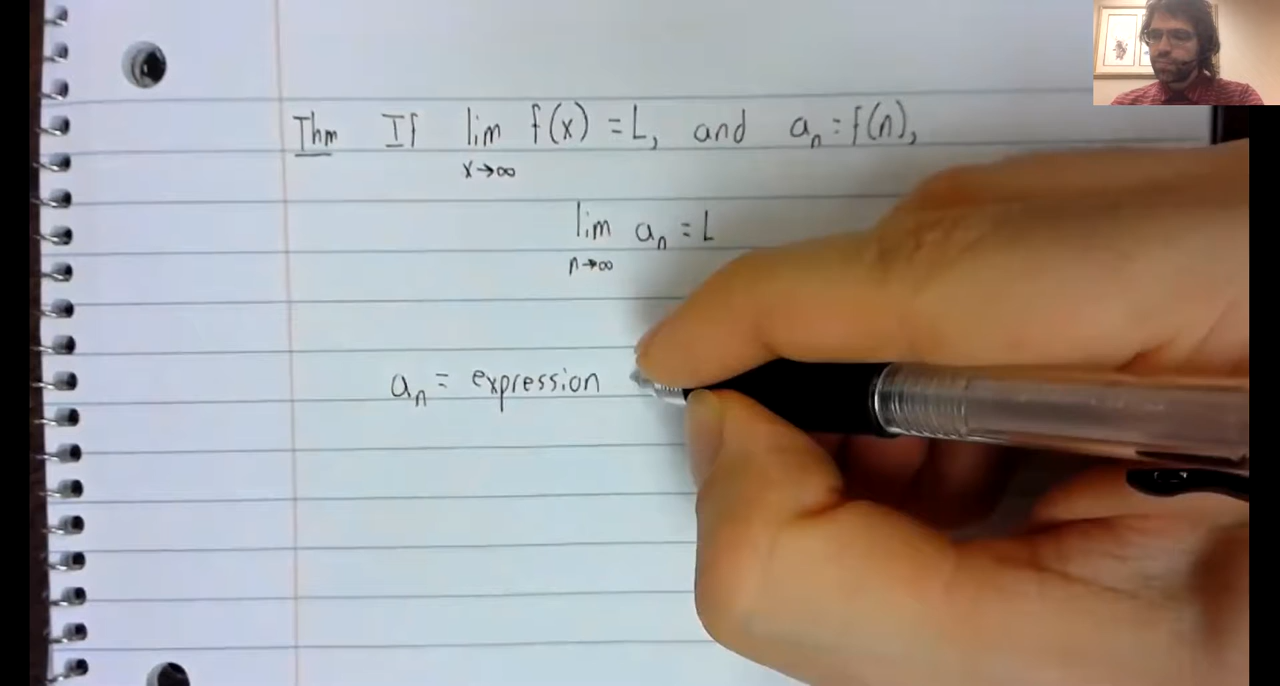 Thm If lim f(x) = L, and aₙ = f(n),
x→∞
lim aₙ = L
n→∞
aₙ = expression